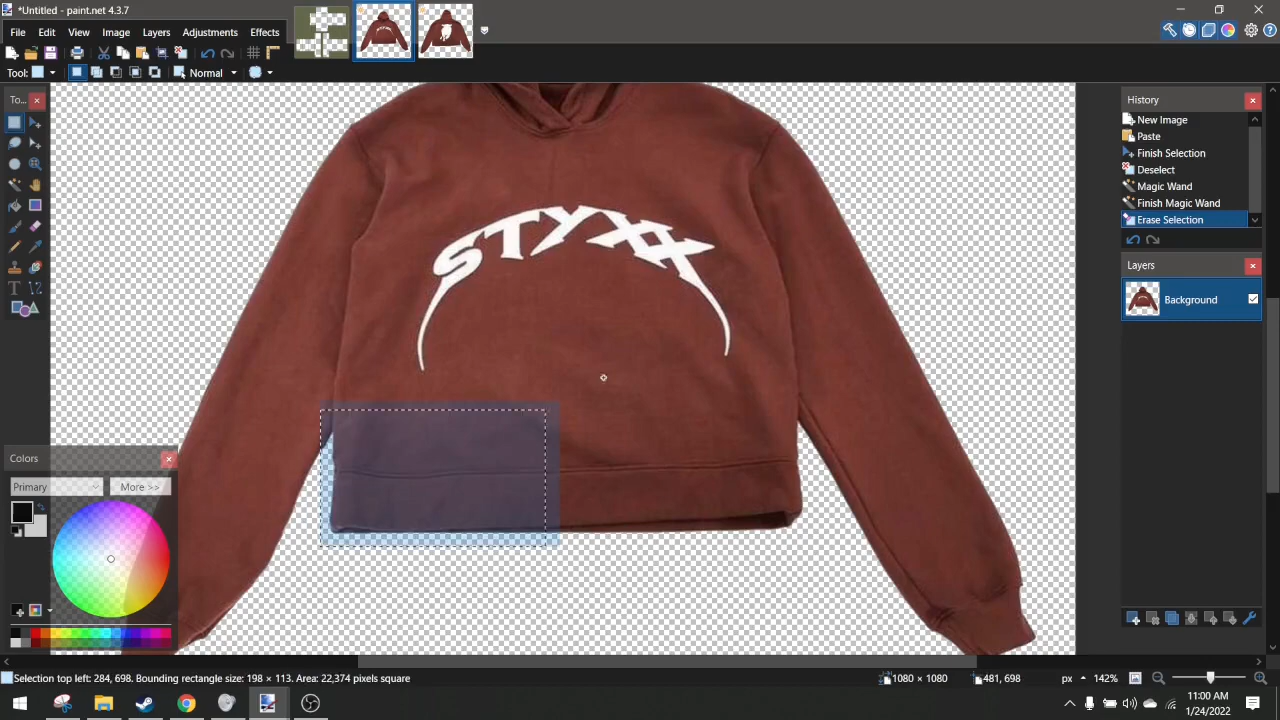 *Untitled - paint.net 4.3.7
File Edit View Image Layers Adjustments Effects
Tool: Normal
To...
STYXX
History
New Image
Paste
Finish Selection
Deselect
Magic Wand
Finish Magic Wand
Erase Selection
Layers
Background
Colors
Primary More >>
Selection top left: 284, 698. Bounding rectangle size: 198 × 113. Area: 22,374 pixels square 1080 × 1080 481, 698 px 142%
11:00 AM
1/24/2022